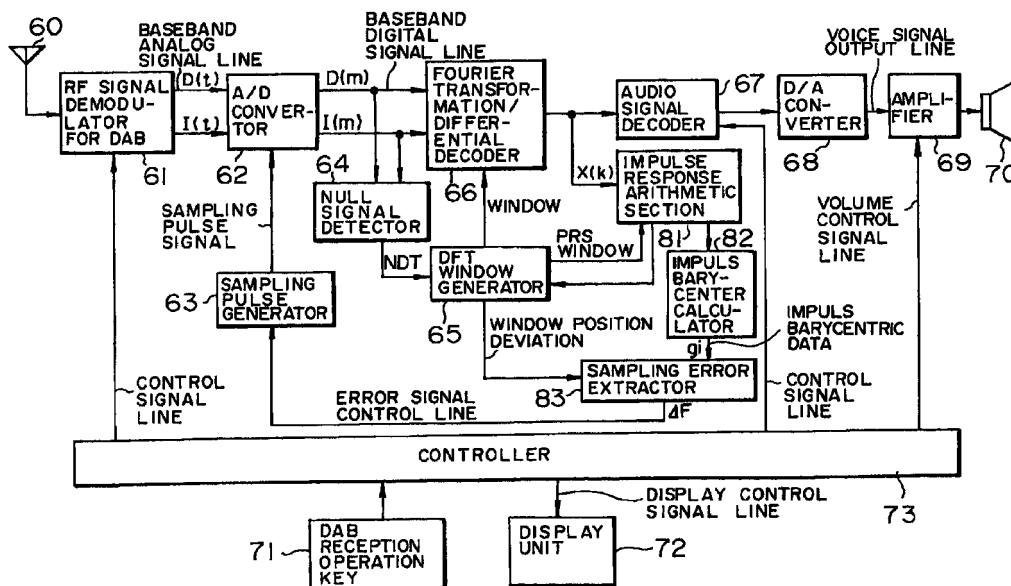 60
BASEBAND
ANALOG
SIGNAL LINE
BASEBAND
DIGITAL
SIGNAL LINE
VOICE SIGNAL
OUTPUT LINE
RF SIGNAL
DEMODU-
LATOR
FOR DAB
61
D(t)
I(t)
A/D
CONVER-
TOR
62
D(m)
I(m)
FOURIER
TRANSFOR-
MATION/
DIFFER-
ENTIAL
DECODER
66
AUDIO
SIGNAL
DECODER
67
D/A
CON-
VERTER
68
AMPLI-
FIER
69
70
64
NULL
SIGNAL
DETECTOR
X(k)
IMPULSE
RESPONSE
ARITHMETIC
SECTION
81
SAMPLING
PULSE
SIGNAL
WINDOW
NDT
DFT
WINDOW
GENERATOR
65
PRS
WINDOW
82
IMPULS
BARY-
CENTER
CALCU-
LATOR
VOLUME
CONTROL
SIGNAL
LINE
63
SAMPLING
PULSE
GENERATOR
WINDOW POSITION
DEVIATION
gi
IMPULS
BARYCENTRIC
DATA
SAMPLING ERROR
EXTRACTOR
83
ΔF
CONTROL
SIGNAL
LINE
ERROR SIGNAL
CONTROL LINE
CONTROL
SIGNAL
LINE
CONTROLLER
73
71
DAB
RECEPTION
OPERATION
KEY
DISPLAY
UNIT
72
DISPLAY CONTROL
SIGNAL LINE